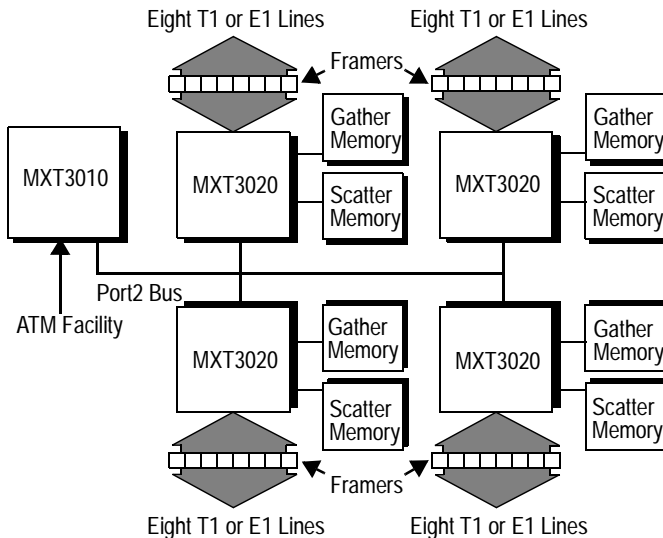 Eight T1 or E1 Lines
Eight T1 or E1 Lines
Framers
Gather
Memory
Gather
Memory
MXT3010
MXT3020
MXT3020
Scatter
Memory
Scatter
Memory
Port2 Bus
ATM Facility
MXT3020
Gather
Memory
MXT3020
Gather
Memory
Scatter
Memory
Scatter
Memory
Framers
Eight T1 or E1 Lines
Eight T1 or E1 Lines